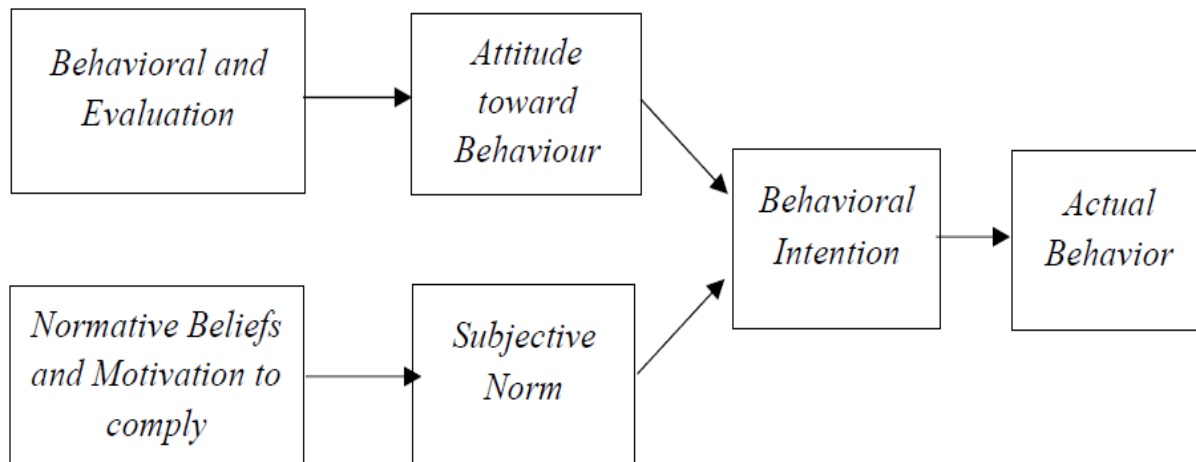 Behavioral and
Evaluation
Attitude
toward
Behaviour
Normative Beliefs
and Motivation to
comply
Subjective
Norm
Behavioral
Intention
Actual
Behavior